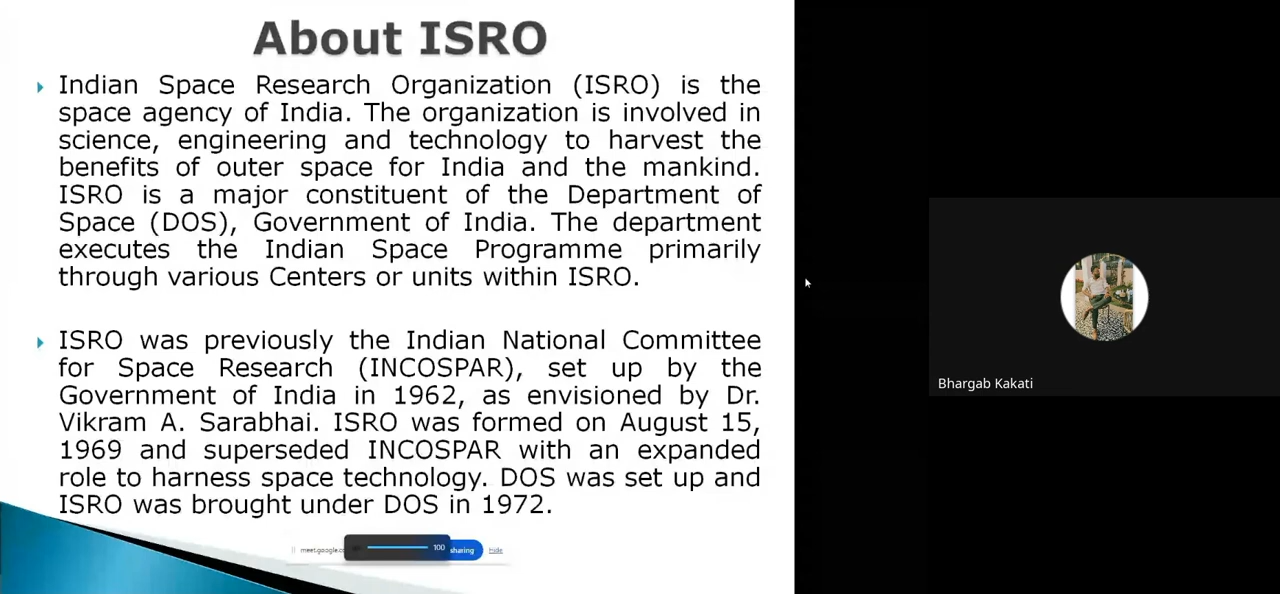 About ISRO
Indian Space Research Organization (ISRO) is the
space agency of India. The organization is involved in
science, engineering and technology to harvest the
benefits of outer space for India and the mankind.
ISRO is a major constituent of the Department of
Space (DOS), Government of India. The department
executes the Indian Space Programme primarily
through various Centers or units within ISRO.
ISRO was previously the Indian National Committee
for Space Research (INCOSPAR), set up by the
Government of India in 1962, as envisioned by Dr.
Vikram A. Sarabhai. ISRO was formed on August 15,
1969 and superseded INCOSPAR with an expanded
role to harness space technology. DOS was set up and
ISRO was brought under DOS in 1972.
100 sharing Hide
Bhargab Kakati